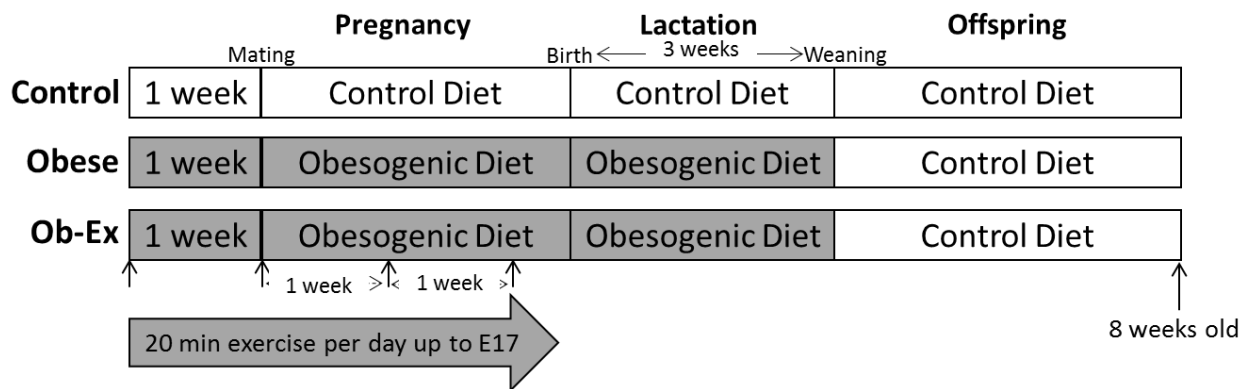 Pregnancy Lactation Offspring
Mating Birth 3 weeks Weaning
Control 1 week Control Diet Control Diet Control Diet
Obese 1 week Obesogenic Diet Obesogenic Diet Control Diet
Ob-Ex 1 week Obesogenic Diet Obesogenic Diet Control Diet
1 week 1 week
20 min exercise per day up to E17
8 weeks old